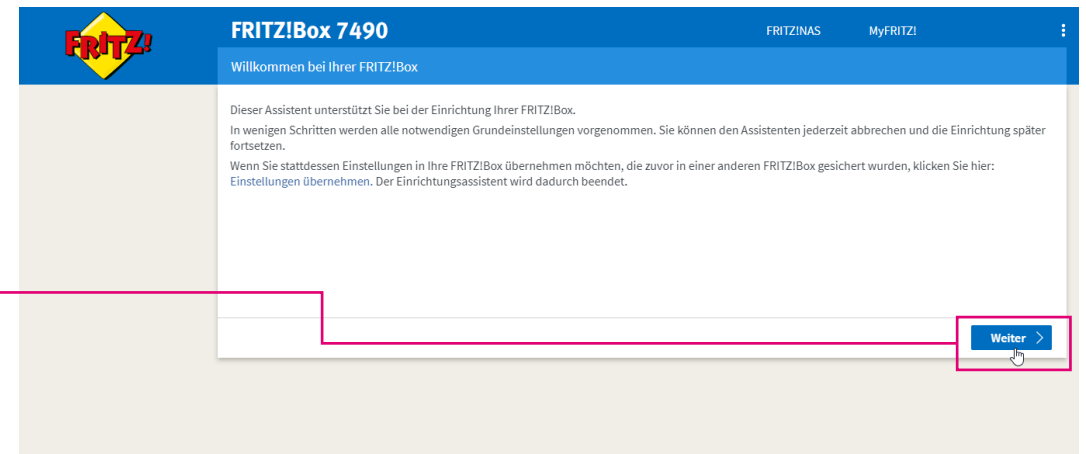 FRITZ!
FRITZ!Box 7490
FRITZ!NAS
MyFRITZ!
Willkommen bei Ihrer FRITZ!Box
Dieser Assistent unterstützt Sie bei der Einrichtung Ihrer FRITZ!Box.
In wenigen Schritten werden alle notwendigen Grundeinstellungen vorgenommen. Sie können den Assistenten jederzeit abbrechen und die Einrichtung später
fortsetzen.
Wenn Sie stattdessen Einstellungen in Ihre FRITZ!Box übernehmen möchten, die zuvor in einer anderen FRITZ!Box gesichert wurden, klicken Sie hier:
Einstellungen übernehmen. Der Einrichtungsassistent wird dadurch beendet.
Weiter